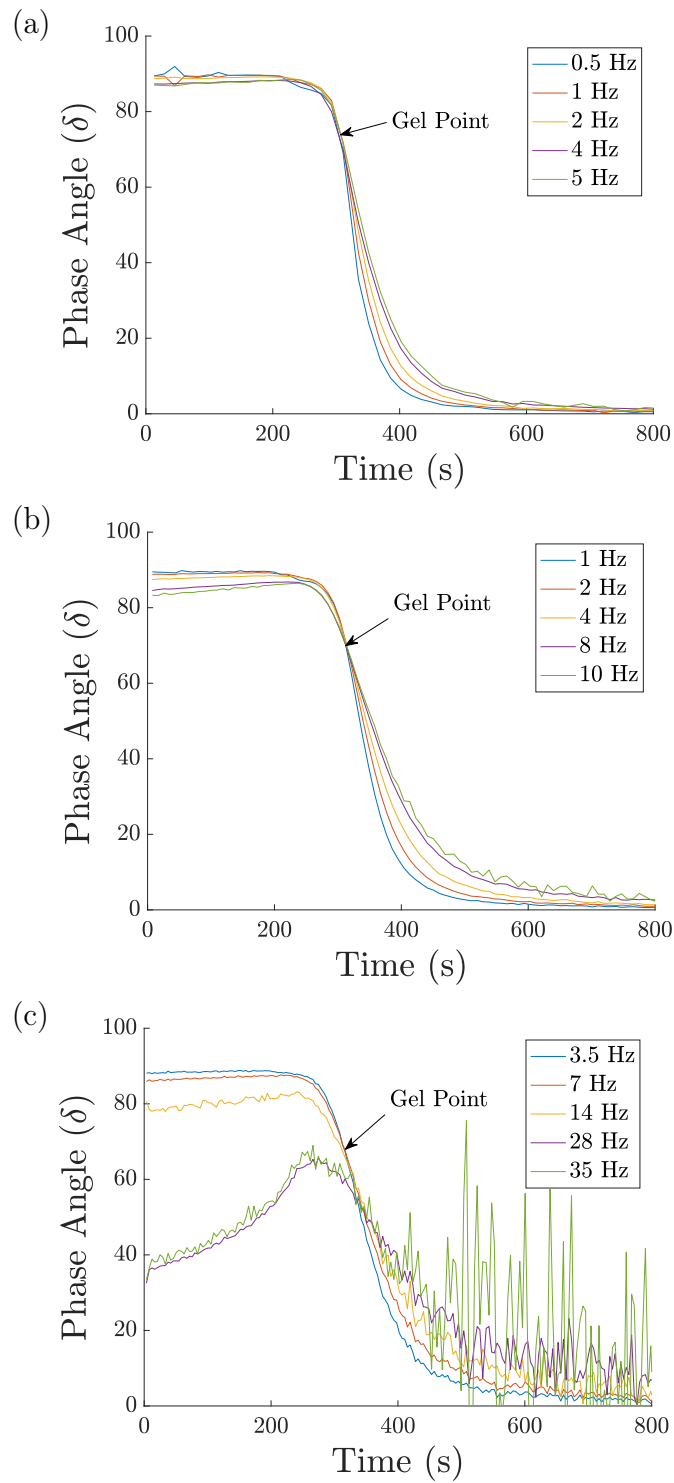 (a)
100
80
60
40
20
0
Phase Angle (δ)
0 200 400 600 800
Time (s)
Gel Point
0.5 Hz
1 Hz
2 Hz
4 Hz
5 Hz
(b)
100
80
60
40
20
0
Phase Angle (δ)
0 200 400 600 800
Time (s)
Gel Point
1 Hz
2 Hz
4 Hz
8 Hz
10 Hz
(c)
100
80
60
40
20
0
Phase Angle (δ)
0 200 400 600 800
Time (s)
Gel Point
3.5 Hz
7 Hz
14 Hz
28 Hz
35 Hz